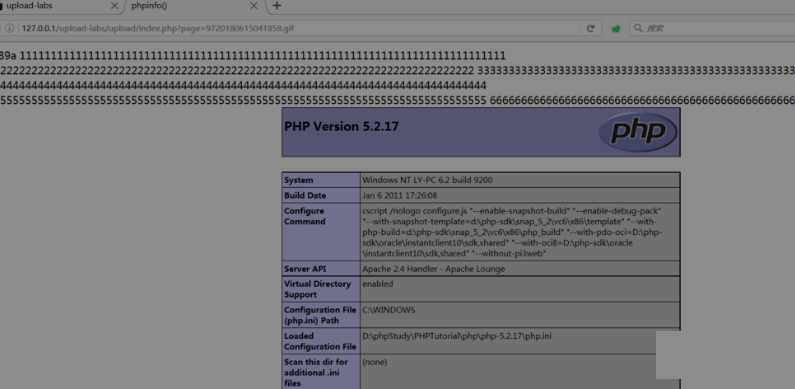 upload-labs
phpinfo()
127.0.0.1/upload-labs/upload/index.php?page=9720180615041858.gif
搜索
89a
PHP Version 5.2.17
php
System Windows NT LY-PC 6.2 build 9200
Build Date Jan 6 2011 17:26:08
Configure Command cscript /nologo configure.js "--enable-snapshot-build" "--enable-debug-pack"
"--with-snapshot-template=d:\php-sdk\snap_5_2\vc6\x86\template" "--with-
php-build=d:\php-sdk\snap_5_2\vc6\x86\php_build" "--with-pdo-oci=D:\php-
sdk\oracle\instantclient10\sdk,shared" "--with-oci8=D:\php-sdk\oracle
\instantclient10\sdk,shared" "--without-pi3web"
Server API Apache 2.4 Handler - Apache Lounge
Virtual Directory Support enabled
Configuration File (php.ini) Path C:\WINDOWS
Loaded Configuration File D:\phpStudy\PHPTutorial\php\php-5.2.17\php.ini
Scan this dir for additional .ini files (none)